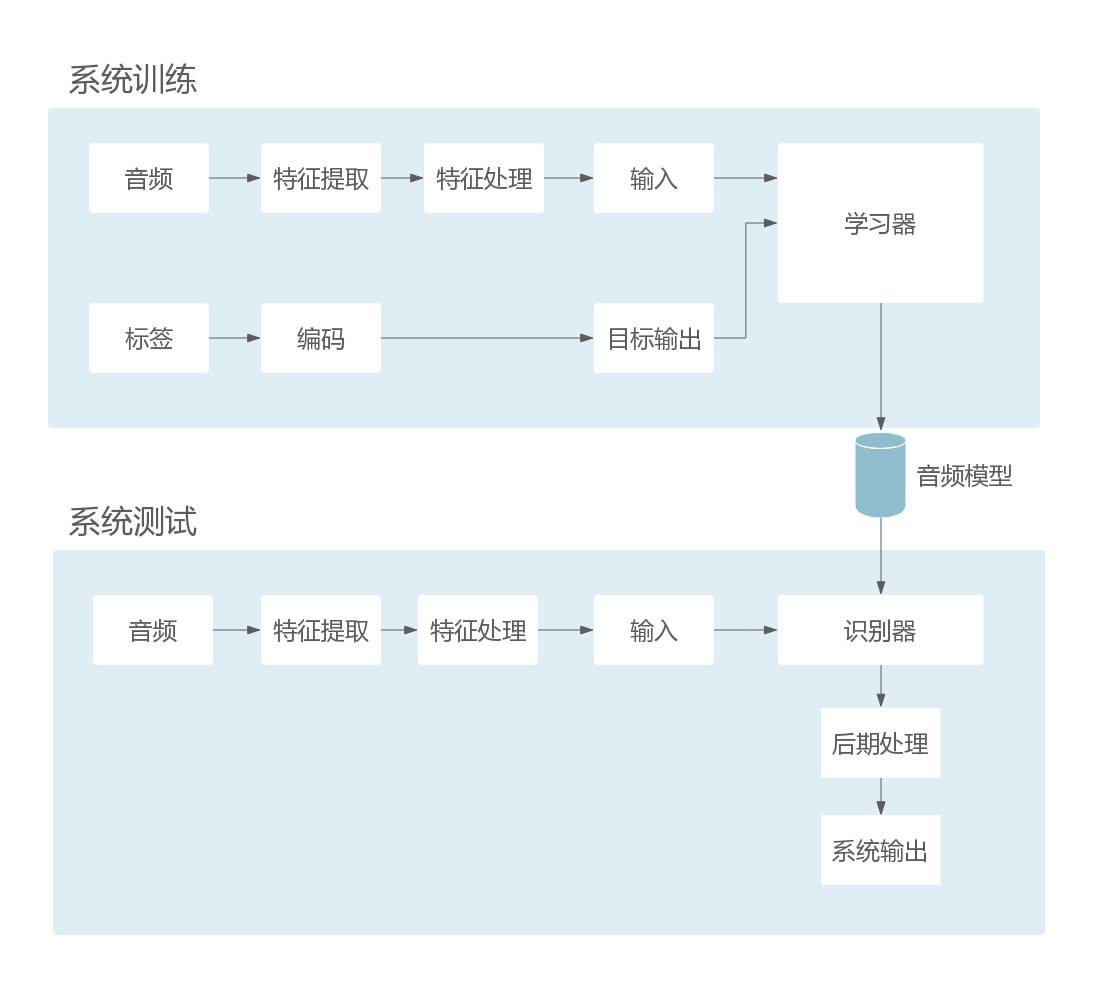 系统训练
音频
特征提取
特征处理
输入
学习器
标签
编码
目标输出
音频模型
系统测试
音频
特征提取
特征处理
输入
识别器
后期处理
系统输出